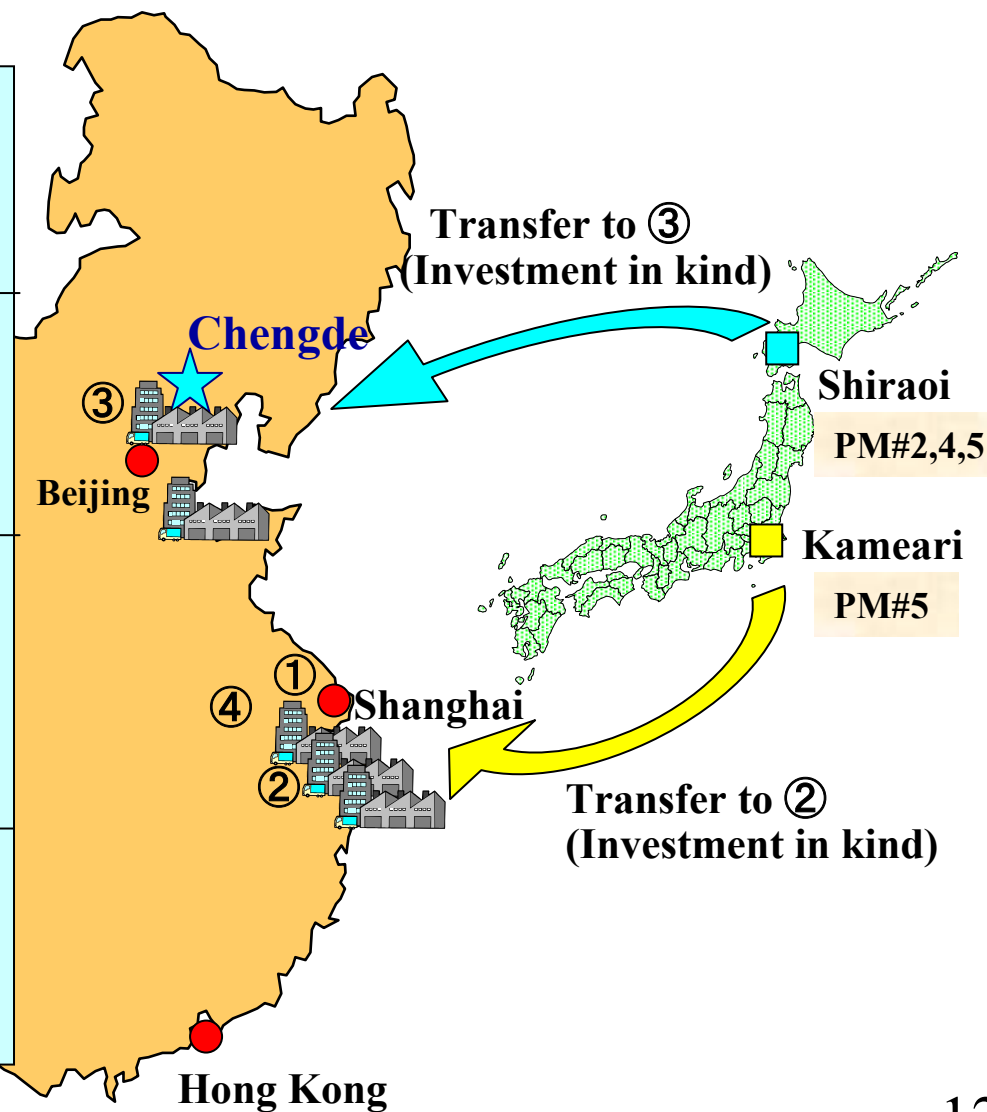 Transfer to ③
(Investment in kind)
Chengde
③
Shiraoi
PM#2,4,5
Beijing
Kameari
PM#5
①
④
Shanghai
②
Transfer to ②
(Investment in kind)
Hong Kong